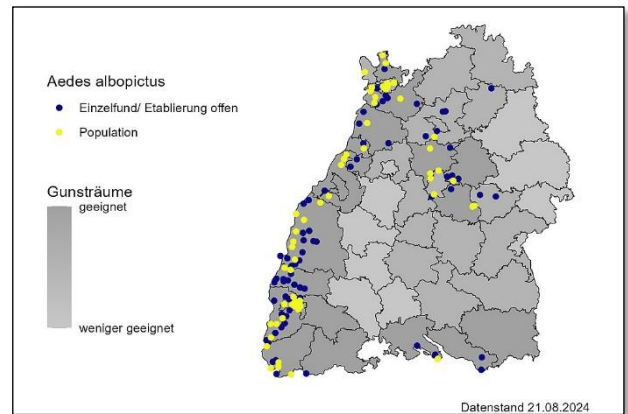 Aedes albopictus
Einzelfund/ Etablierung offen
Population
Gunsträume
geeignet
weniger geeignet
Datenstand 21.08.2024